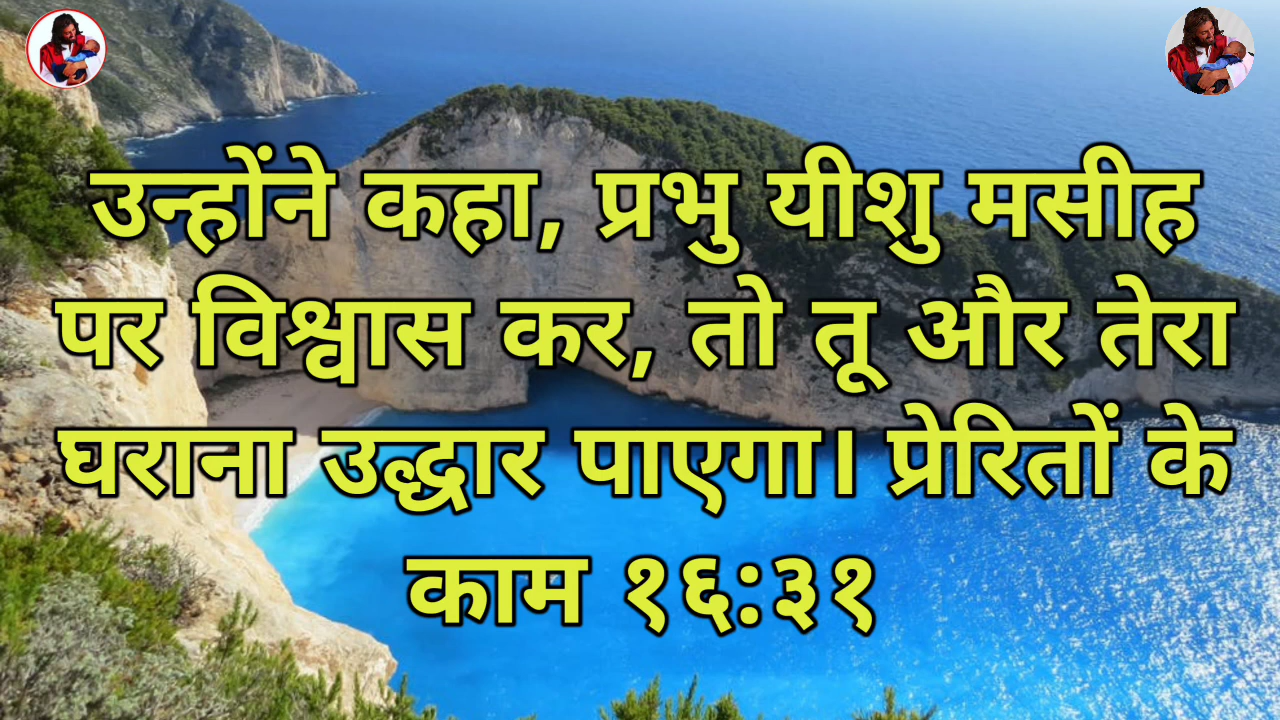 उन्होंने कहा, प्रभु यीशु मसीह
पर विश्वास कर, तो तू और तेरा
घराना उद्धार पाएगा। प्रेरितों के
काम १६:३१